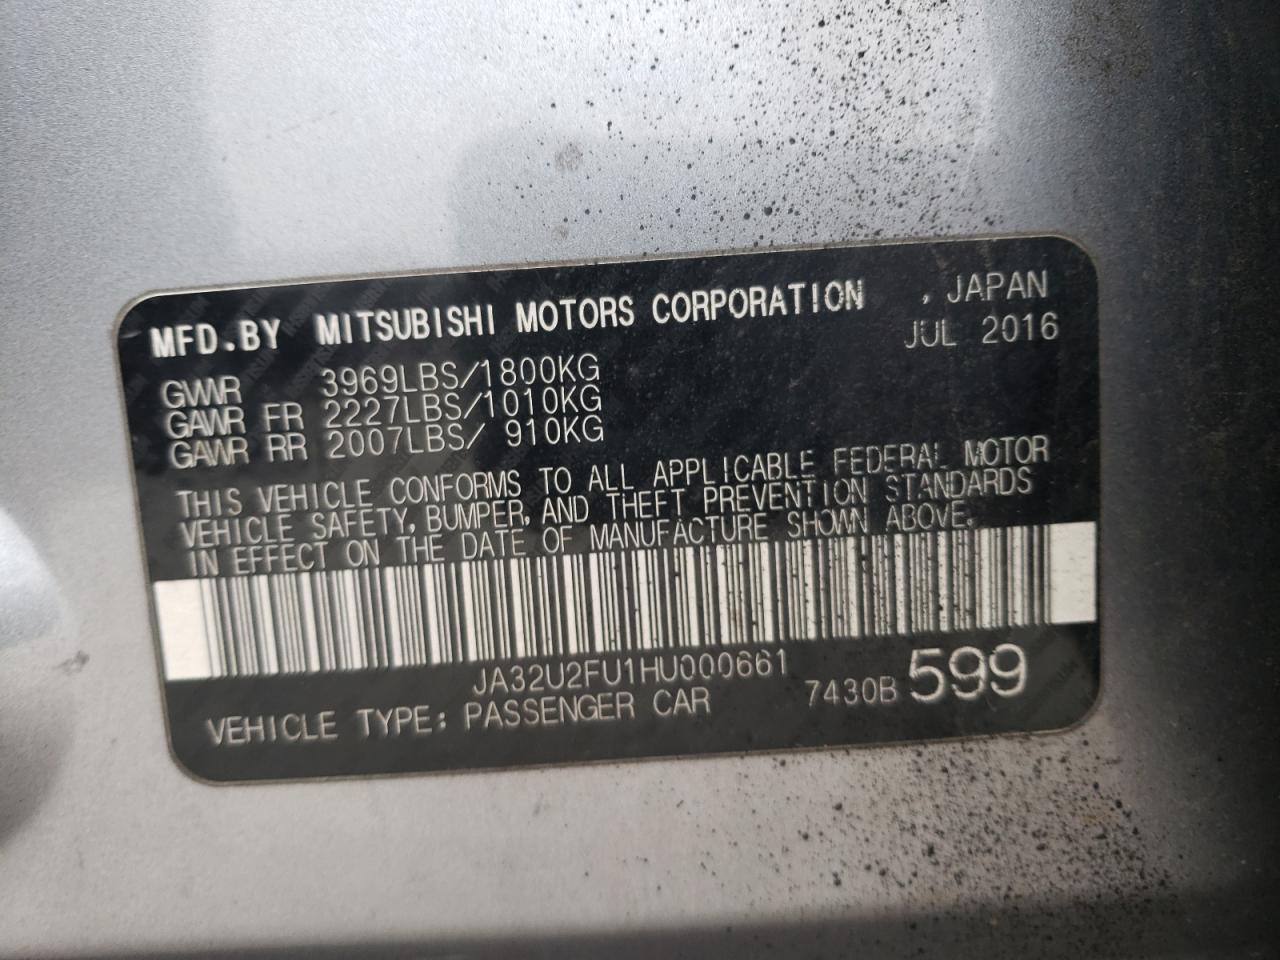 MFD.BY MITSUBISHI MOTORS CORPORATION , JAPAN
JUL 2016
GVWR 3969LBS/1800KG
GAWR FR 2227LBS/1010KG
GAWR RR 2007LBS/ 910KG
THIS VEHICLE CONFORMS TO ALL APPLICABLE FEDERAL MOTOR
VEHICLE SAFETY, BUMPER, AND THEFT PREVENTION STANDARDS
IN EFFECT ON THE DATE OF MANUFACTURE SHOWN ABOVE.
JA32U2FU1HU000661
VEHICLE TYPE: PASSENGER CAR 7430B 599